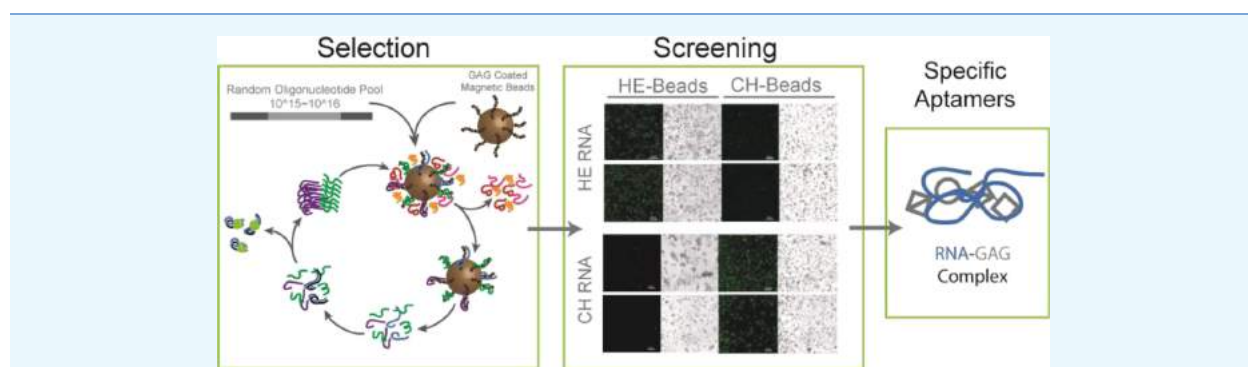 Selection
Random Oligonucleotide Pool
10^15~10^16
GAG Coated
Magnetic Beads
Screening
HE-Beads
CH-Beads
HE RNA
CH RNA
Specific
Aptamers
RNA-GAG
Complex